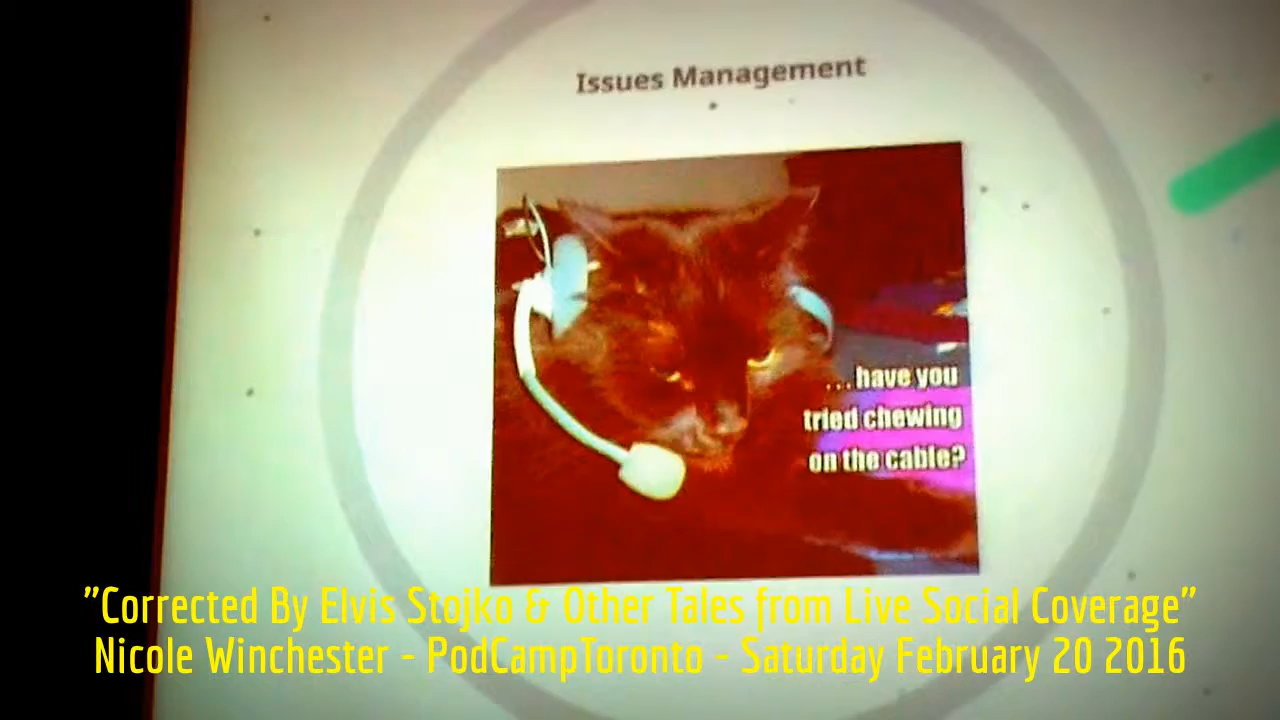 Issues Management
...have you
tried chewing
on the cable?
"Corrected By Elvis Stojko & Other Tales from Live Social Coverage"
Nicole Winchester - PodCampToronto - Saturday February 20 2016